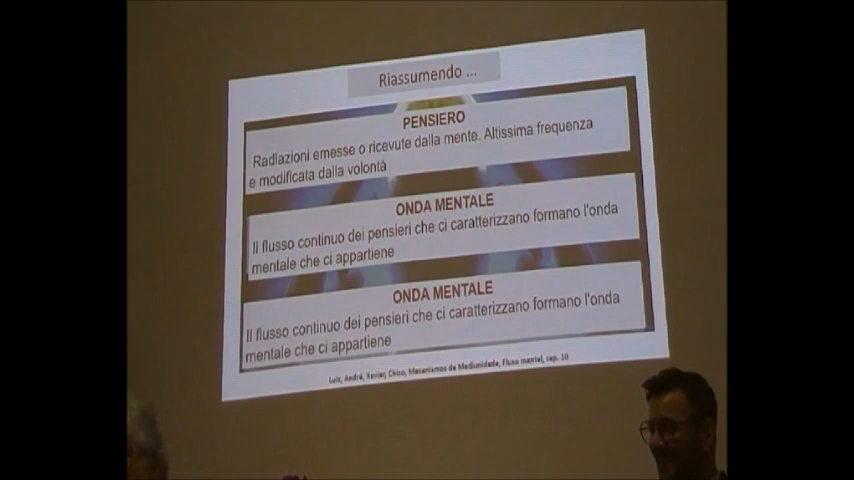 Riassumendo ...
PENSIERO
Radiazioni emesse o ricevute dalla mente. Altissima frequenza
e modificata dalla volontá
ONDA MENTALE
Il flusso continuo dei pensieri che ci caratterizzano formano l'onda
mentale che ci appartiene
ONDA MENTALE
Il flusso continuo dei pensieri che ci caratterizzano formano l'onda
mentale che ci appartiene
Luiz, André, Xavier, Chico, Mecanismos da Mediunidade, Fluxo mental, cap. 10